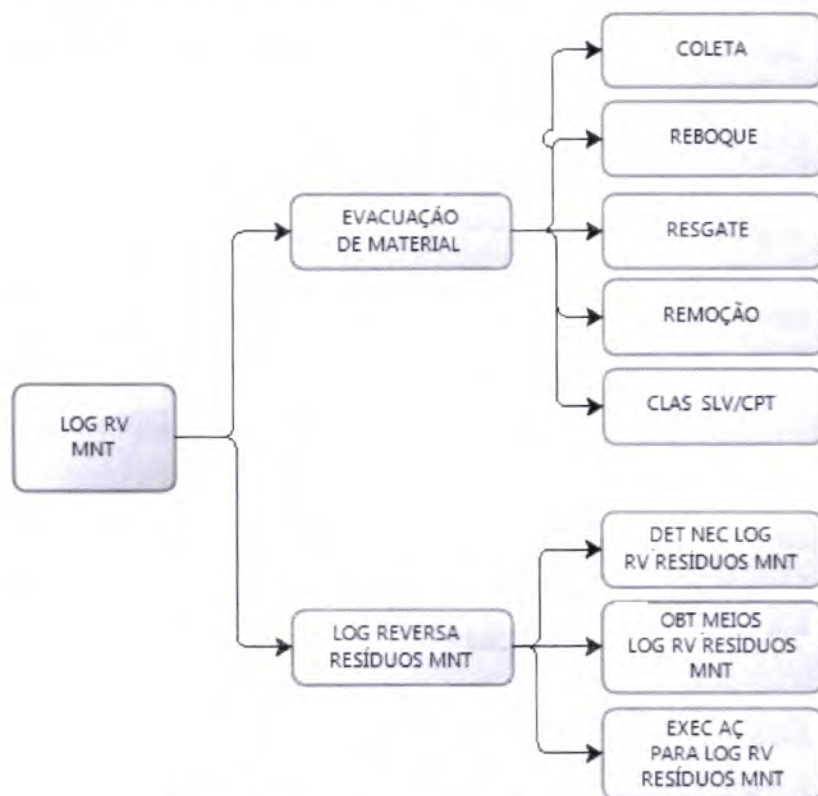 COLETA
REBOQUE
EVACUAÇÃO
DE MATERIAL
RESGATE
REMOÇÃO
CLAS SLV/CPT
LOG RV
MNT
DET NEC LOG
RV RESÍDUOS MNT
LOG REVERSA
RESÍDUOS MNT
OBT MEIOS
LOG RV RESÍDUOS
MNT
EXEC AÇ
PARA LOG RV
RESÍDUOS MNT